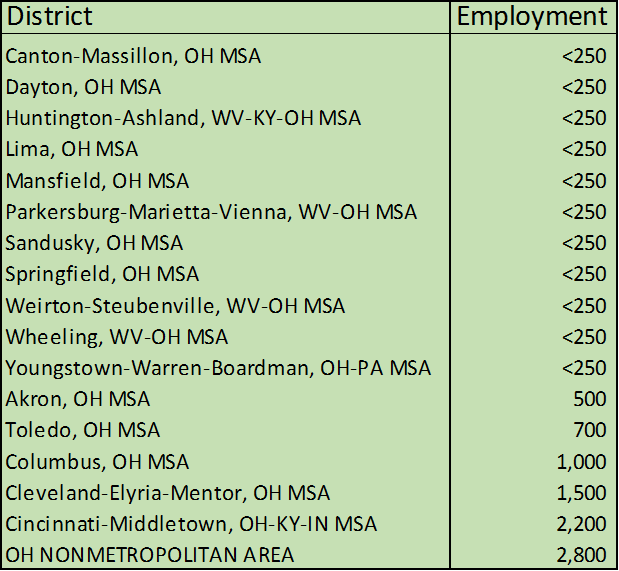 District Employment
Canton-Massillon, OH MSA <250
Dayton, OH MSA <250
Huntington-Ashland, WV-KY-OH MSA <250
Lima, OH MSA <250
Mansfield, OH MSA <250
Parkersburg-Marietta-Vienna, WV-OH MSA <250
Sandusky, OH MSA <250
Springfield, OH MSA <250
Weirton-Steubenville, WV-OH MSA <250
Wheeling, WV-OH MSA <250
Youngstown-Warren-Boardman, OH-PA MSA <250
Akron, OH MSA 500
Toledo, OH MSA 700
Columbus, OH MSA 1,000
Cleveland-Elyria-Mentor, OH MSA 1,500
Cincinnati-Middletown, OH-KY-IN MSA 2,200
OH NONMETROPOLITAN AREA 2,800